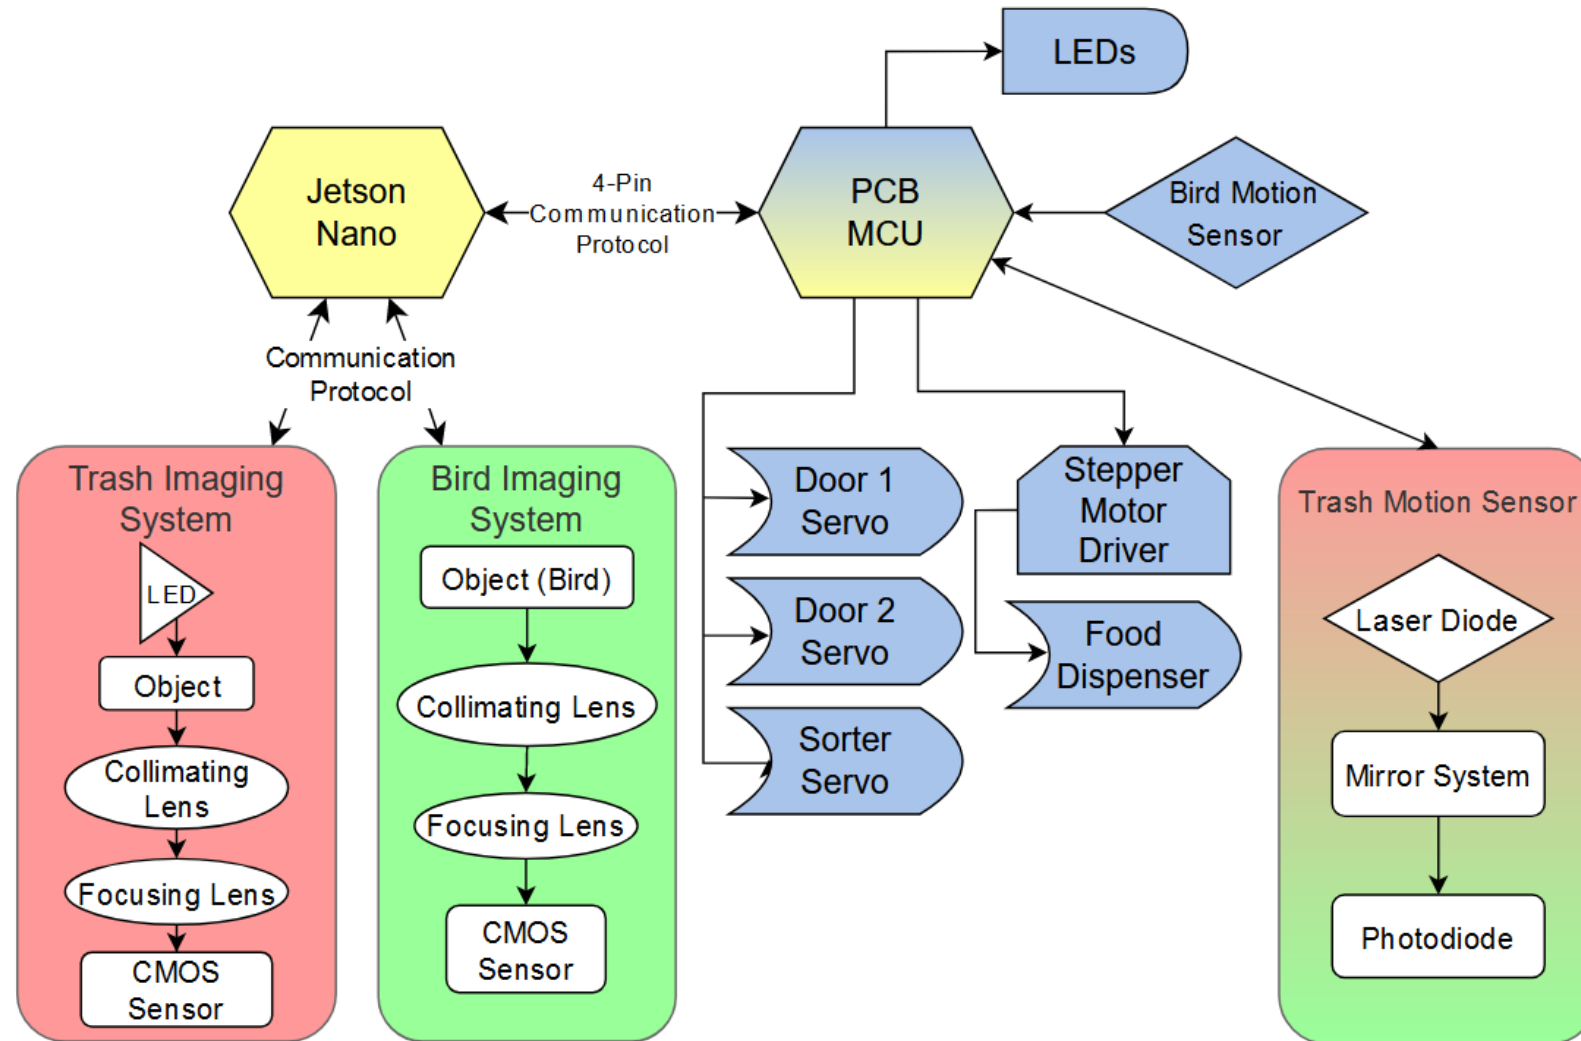 LEDs
Jetson
Nano
4-Pin
Communication
Protocol
PCB
MCU
Bird Motion
Sensor
Communication
Protocol
Trash Imaging
System
LED
Object
Collimating
Lens
Focusing Lens
CMOS
Sensor
Bird Imaging
System
Object (Bird)
Collimating Lens
Focusing Lens
CMOS
Sensor
Door 1
Servo
Door 2
Servo
Sorter
Servo
Stepper
Motor
Driver
Food
Dispenser
Trash Motion Sensor
Laser Diode
Mirror System
Photodiode